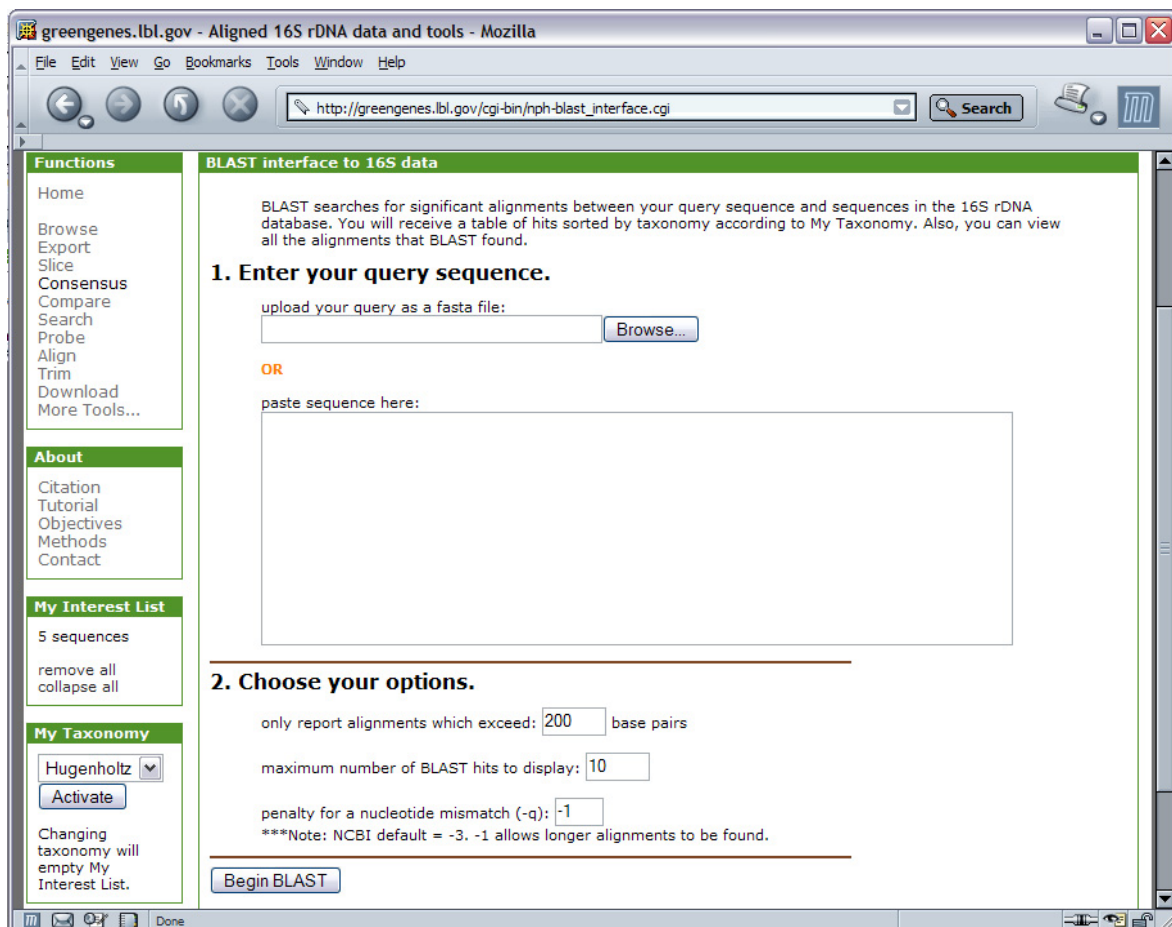 greengenes.lbl.gov - Aligned 16S rDNA data and tools - Mozilla
File Edit View Go Bookmarks Tools Window Help
http://greengenes.lbl.gov/cgi-bin/nph-blast_interface.cgi
Search
Functions
Home
Browse
Export
Slice
Consensus
Compare
Search
Probe
Align
Trim
Download
More Tools...
About
Citation
Tutorial
Objectives
Methods
Contact
My Interest List
5 sequences
remove all
collapse all
My Taxonomy
Hugenholtz
Activate
Changing
taxonomy will
empty My
Interest List.
BLAST interface to 16S data
BLAST searches for significant alignments between your query sequence and sequences in the 16S rDNA
database. You will receive a table of hits sorted by taxonomy according to My Taxonomy. Also, you can view
all the alignments that BLAST found.
1. Enter your query sequence.
upload your query as a fasta file:
Browse...
OR
paste sequence here:
2. Choose your options.
only report alignments which exceed: 200 base pairs
maximum number of BLAST hits to display: 10
penalty for a nucleotide mismatch (-q): -1
***Note: NCBI default = -3. -1 allows longer alignments to be found.
Begin BLAST
Done